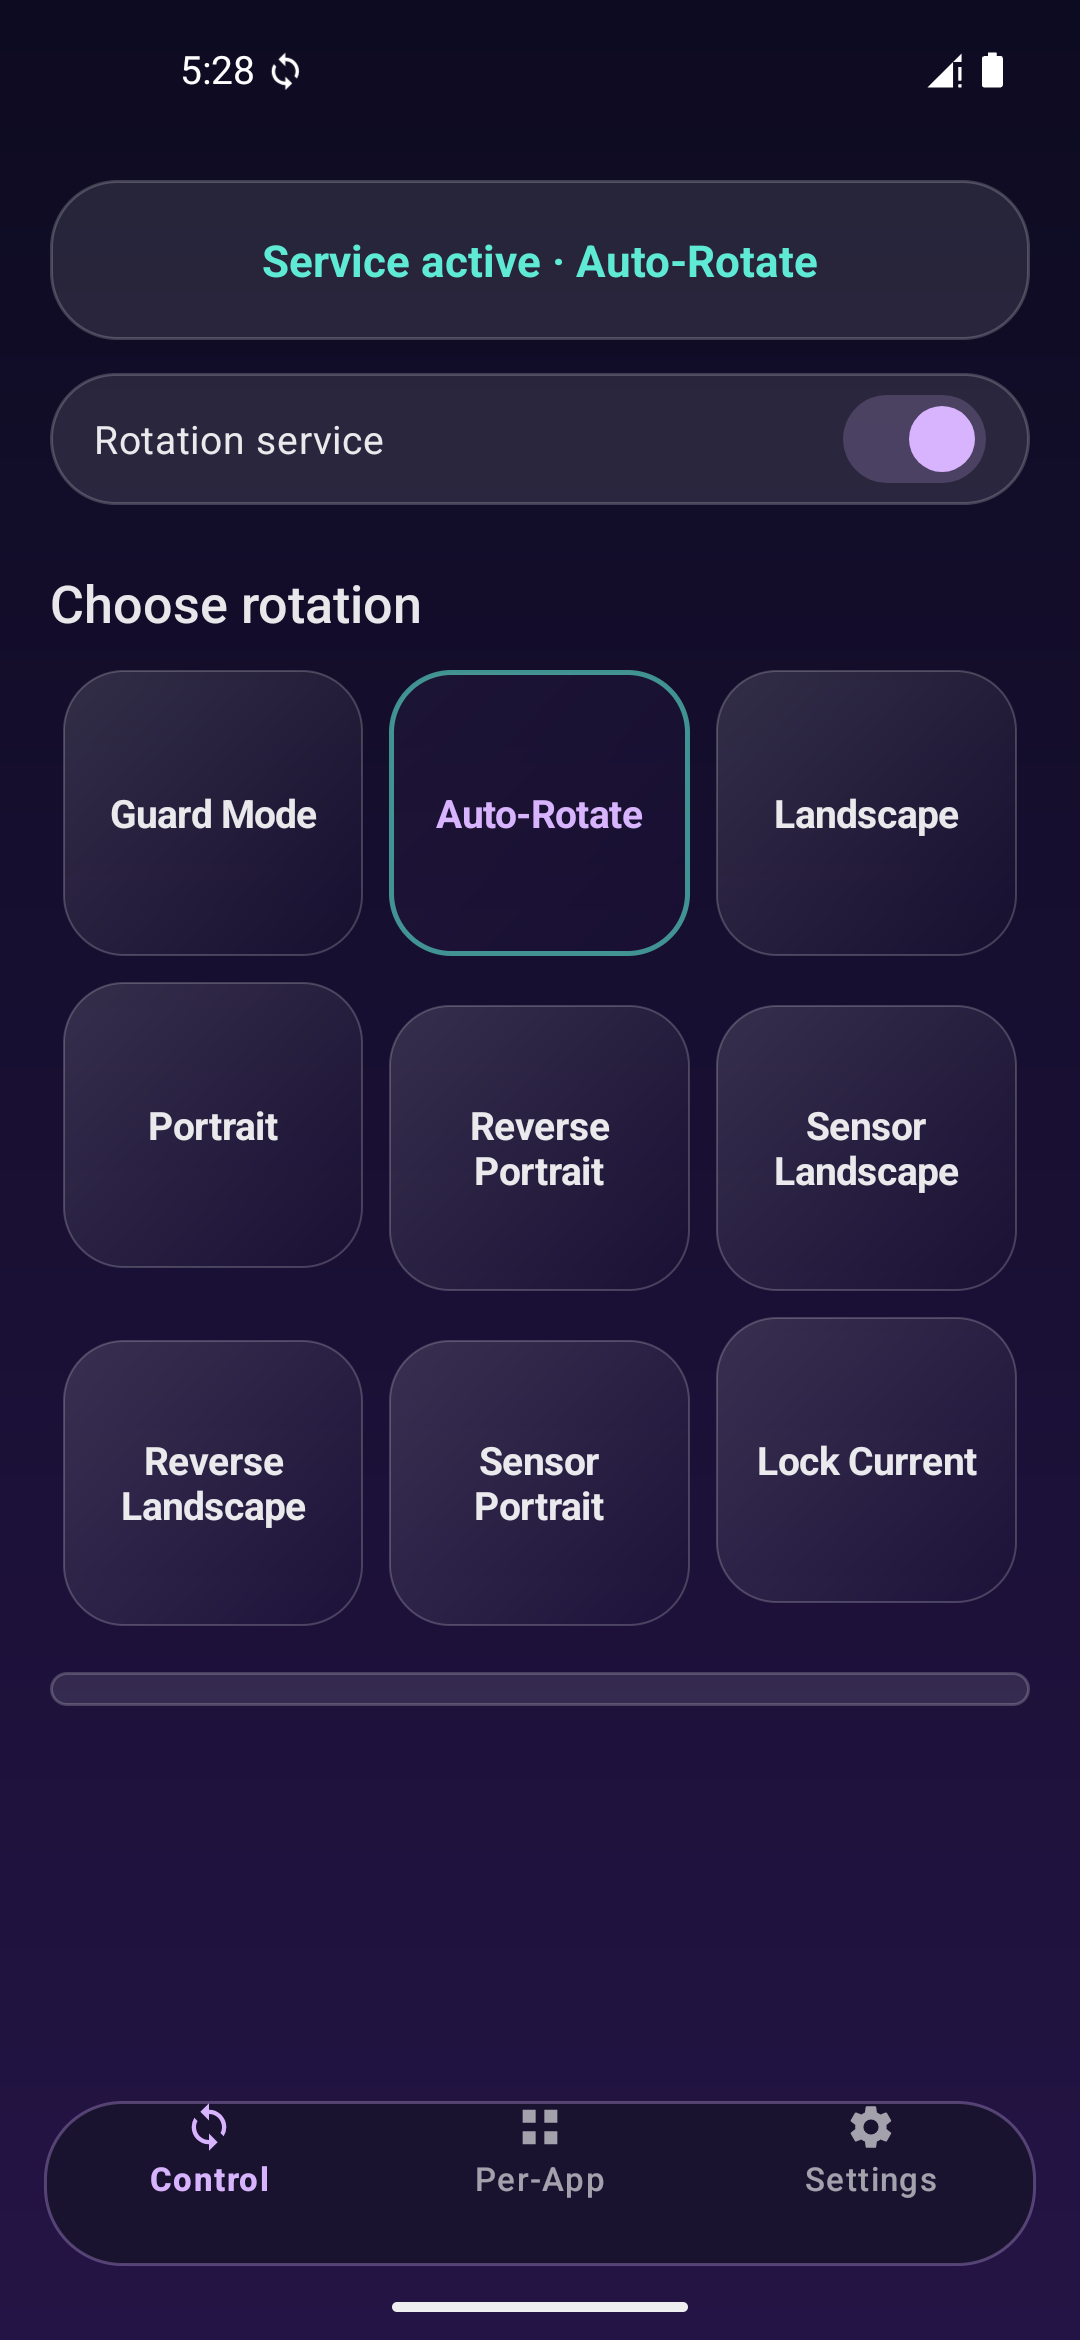 5:28
Service active · Auto-Rotate
Rotation service
Choose rotation
Guard Mode
Auto-Rotate
Landscape
Portrait
Reverse
Portrait
Sensor
Landscape
Reverse
Landscape
Sensor
Portrait
Lock Current
Control
Per-App
Settings